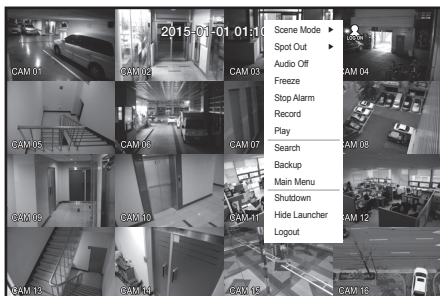 2015-01-01 01:10
LOG ON
CAM 01
CAM 02
CAM 03
CAM 04
Scene Mode ▶
Spot Out ▶
Audio Off
Freeze
Stop Alarm
Record
Play
Search
Backup
Main Menu
Shutdown
Hide Launcher
Logout
CAM 05
CAM 06
CAM 07
CAM 08
CAM 09
CAM 10
CAM 11
CAM 12
CAM 13
CAM 14
CAM 15
CAM 16